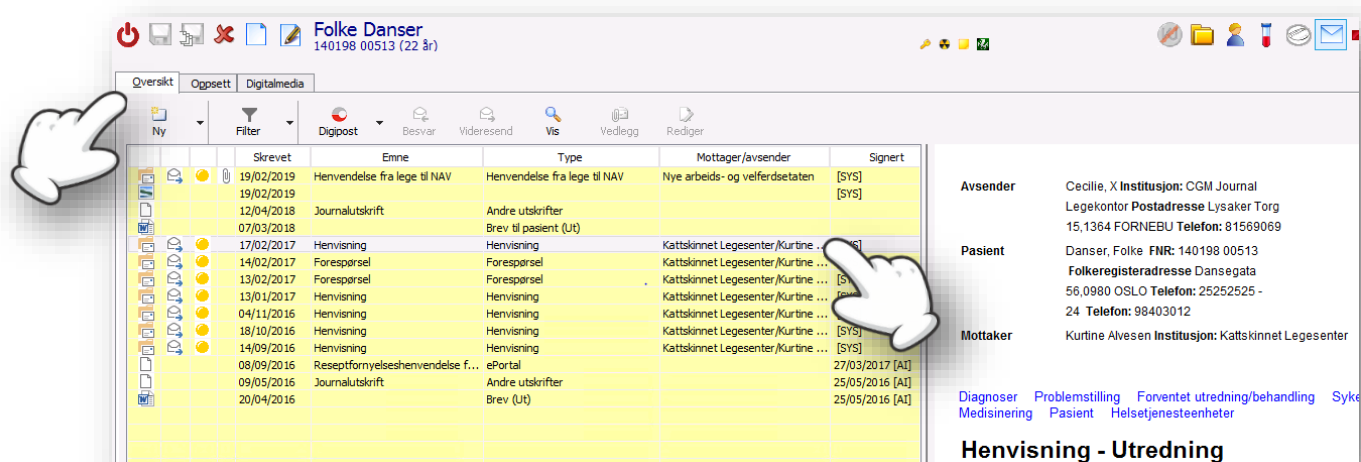 Folke Danser
140198 00513 (22 år)
Oversikt Oppsett Digitalmedia
Ny Filter Digipost Besvar Videresend Vis Vedlegg Rediger
Skrevet Emne Type Mottager/avsender Signert
19/02/2019 Henvendelse fra lege til NAV Henvendelse fra lege til NAV Nye arbeids- og velferdsetaten [SYS]
19/02/2019 [SYS]
12/04/2018 Journalutskrift Andre utskrifter
07/03/2018 Brev til pasient (Ut)
17/02/2017 Henvisning Henvisning Kattskinnet Legesenter/Kurtine ...
14/02/2017 Forespørsel Forespørsel Kattskinnet Legesenter/Kurtine ...
13/02/2017 Forespørsel Forespørsel Kattskinnet Legesenter/Kurtine ...
13/01/2017 Henvisning Henvisning Kattskinnet Legesenter/Kurtine ...
04/11/2016 Henvisning Henvisning Kattskinnet Legesenter/Kurtine ...
18/10/2016 Henvisning Henvisning Kattskinnet Legesenter/Kurtine ... [SYS]
14/09/2016 Henvisning Henvisning Kattskinnet Legesenter/Kurtine ... [SYS]
08/09/2016 Reseptfornyelseshenvendelse f... ePortal 27/03/2017 [AI]
09/05/2016 Journalutskrift Andre utskrifter 25/05/2016 [AI]
20/04/2016 Brev (Ut) 25/05/2016 [AI]
Avsender Cecilie, X Institusjon: CGM Journal
Legekontor Postadresse Lysaker Torg
15,1364 FORNEBU Telefon: 81569069
Pasient Danser, Folke FNR: 140198 00513
Folkeregisteradresse Dansegata
56,0980 OSLO Telefon: 25252525 -
24 Telefon: 98403012
Mottaker Kurtine Alvesen Institusjon: Kattskinnet Legesenter
Diagnoser Problemstilling Forventet utredning/behandling Syke
Medisinering Pasient Helsetjenesteenheter
Henvisning - Utredning